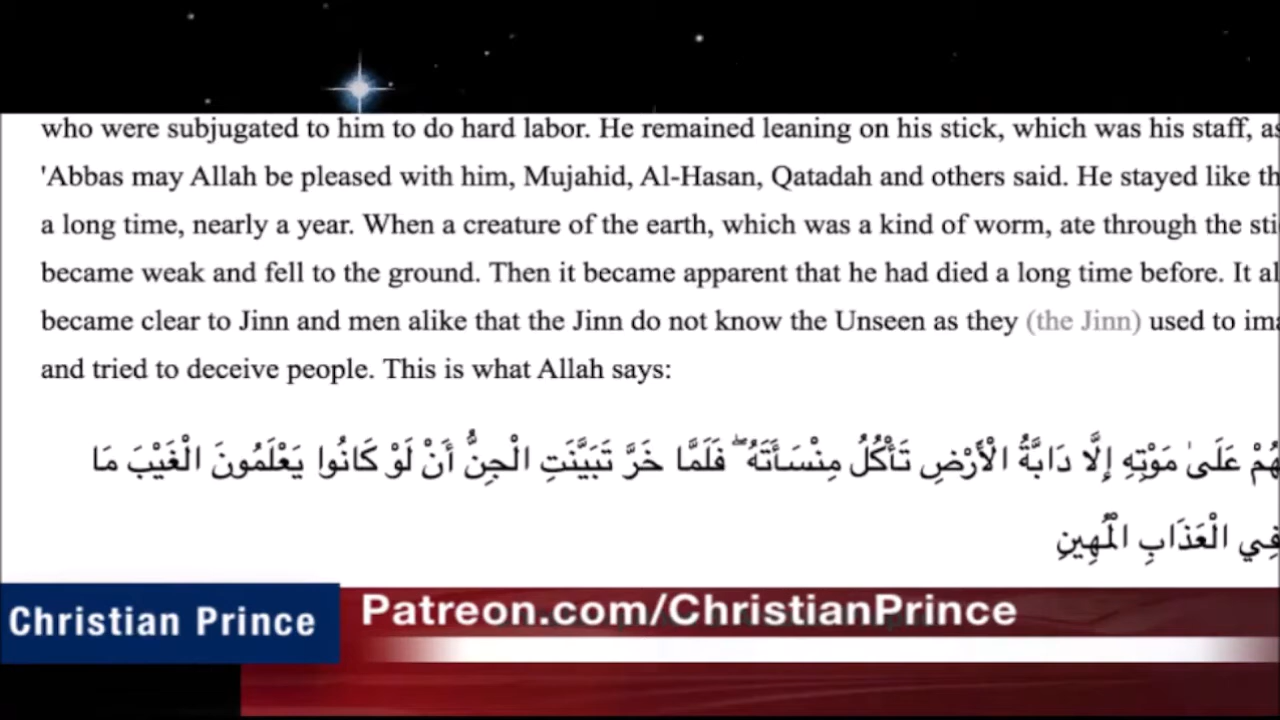 who were subjugated to him to do hard labor. He remained leaning on his stick, which was his staff,
'Abbas may Allah be pleased with him, Mujahid, Al-Hasan, Qatadah and others said. He stayed like
a long time, nearly a year. When a creature of the earth, which was a kind of worm, ate through the
became weak and fell to the ground. Then it became apparent that he had died a long time before. It
became clear to Jinn and men alike that the Jinn do not know the Unseen as they (the Jinn) used to
and tried to deceive people. This is what Allah says:
عَلَىٰ مَوْتِهِ إِلَّا دَابَّةُ الْأَرْضِ تَأْكُلُ مِنْسَأَتَهُ ۖ فَلَمَّا خَرَّ تَبَيَّنَتِ الْجِنُّ أَنْ لَوْ كَانُوا يَعْلَمُونَ الْغَيْبَ مَا
فِي الْعَذَابِ الْمُهِينِ
Christian Prince
Patreon.com/ChristianPrince